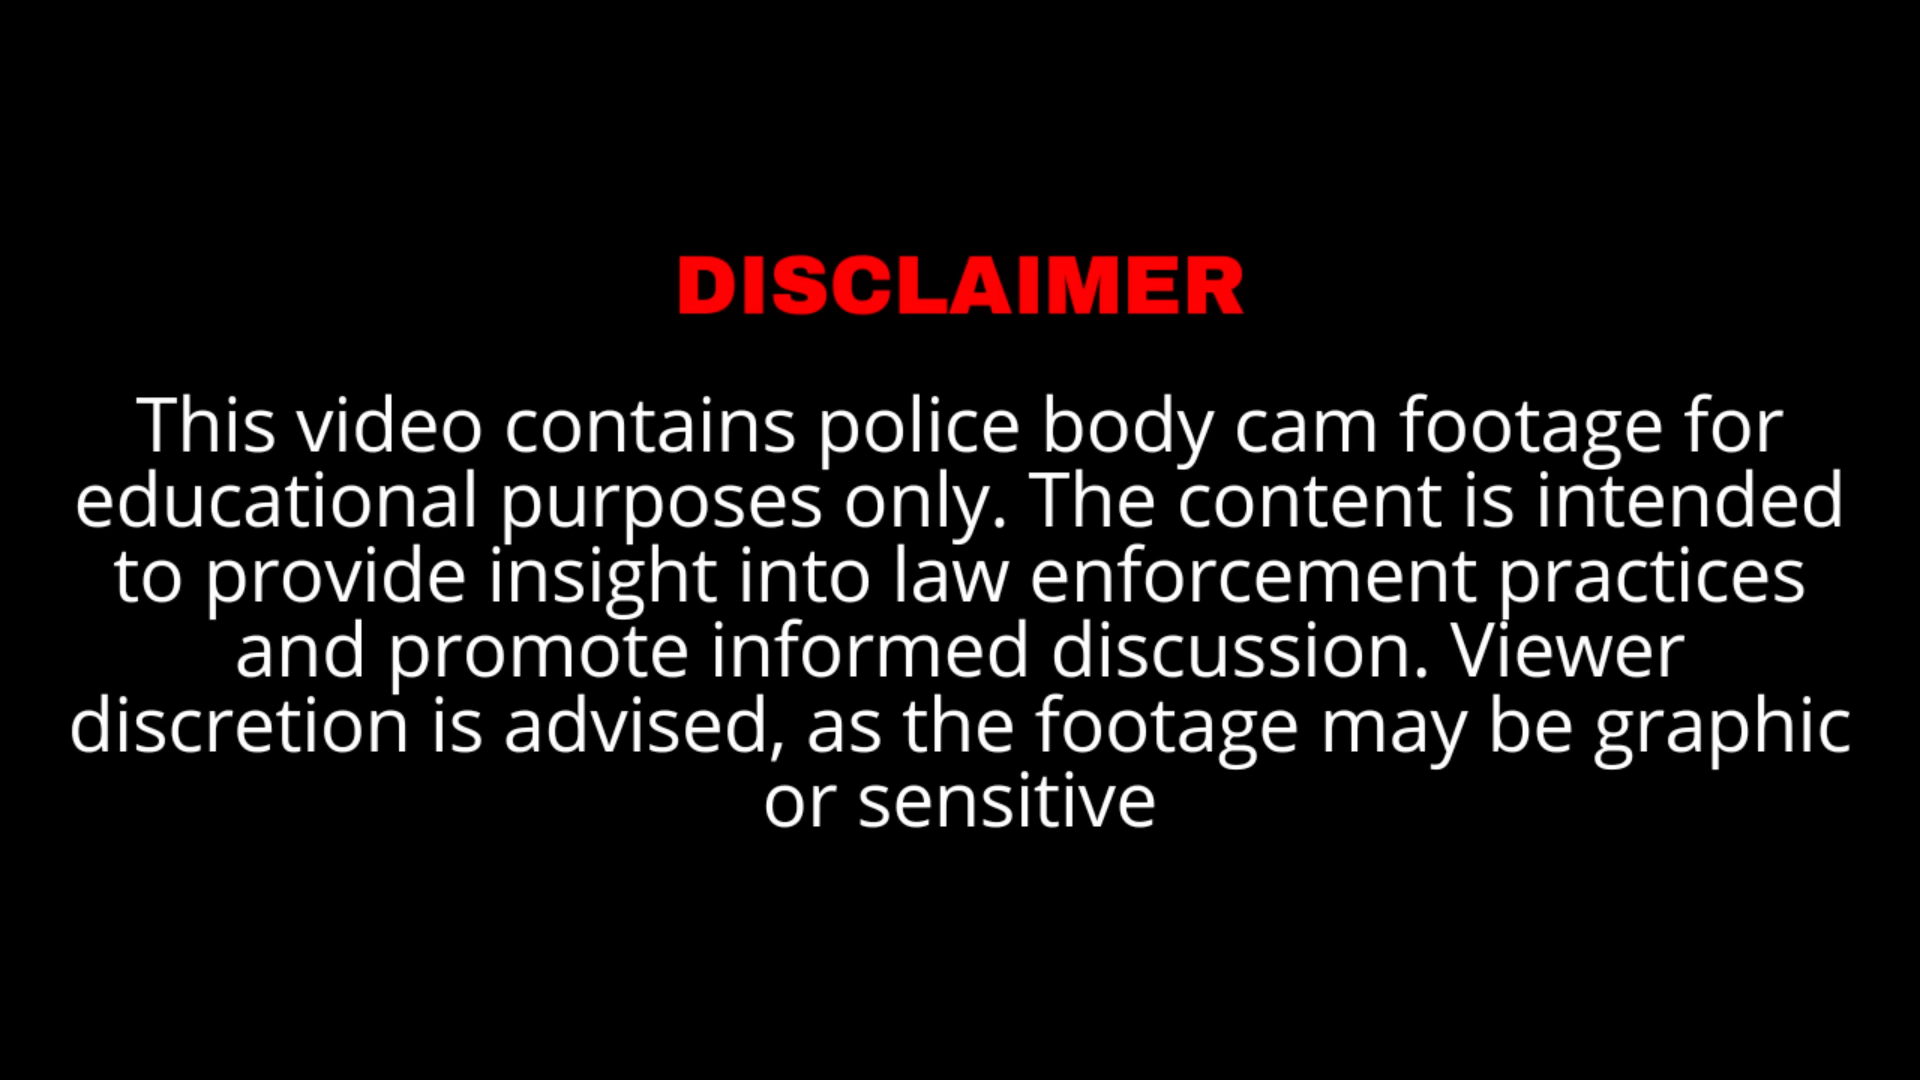 DISCLAIMER
This video contains police body cam footage for
educational purposes only. The content is intended
to provide insight into law enforcement practices
and promote informed discussion. Viewer
discretion is advised, as the footage may be graphic
or sensitive